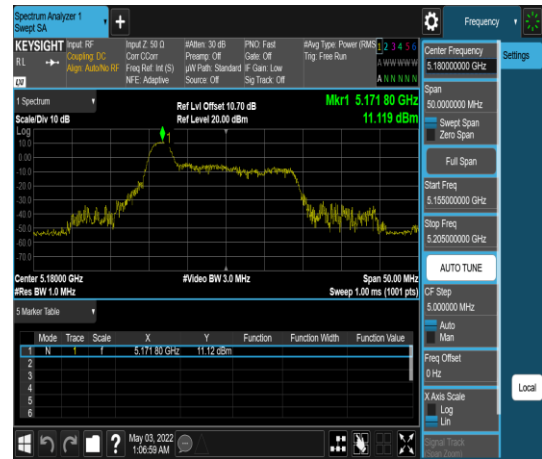 Spectrum Analyzer 1
Swept SA
+
Frequency
KEYSIGHT Input: RF Input Z: 50 Ω #Atten: 30 dB PNO: Fast #Avg Type: Power (RMS) 1 2 3 4 5 6
RL Coupling: DC Corr CCorr Preamp: Off Gate: Off Trig: Free Run A WWWWW
Align: Auto/No RF Freq Ref: Int (S) µW Path: Standard IF Gain: Low
NFE: Adaptive Source: Off Sig Track: Off A N N N N N
LXI
1 Spectrum
Scale/Div 10 dB
Ref Lvl Offset 10.70 dB
Ref Level 20.00 dBm
Mkr1 5.171 80 GHz
11.119 dBm
Log
10.0
0.00
-10.0
-20.0
-30.0
-40.0
-50.0
-60.0
-70.0
1
Center 5.18000 GHz #Video BW 3.0 MHz Span 50.00 MHz
#Res BW 1.0 MHz Sweep 1.00 ms (1001 pts)
5 Marker Table
Mode Trace Scale X Y Function Function Width Function Value
1 N 1 f 5.171 80 GHz 11.12 dBm
2
3
4
5
6
May 03, 2022
1:06:59 AM
?
Center Frequency
5.180000000 GHz
Settings
Span
50.0000000 MHz
Swept Span
Zero Span
Full Span
Start Freq
5.155000000 GHz
Stop Freq
5.205000000 GHz
AUTO TUNE
CF Step
5.000000 MHz
Auto
Man
Freq Offset
0 Hz
X Axis Scale
Log
Lin
Local
Signal Track
(Span Zoom)